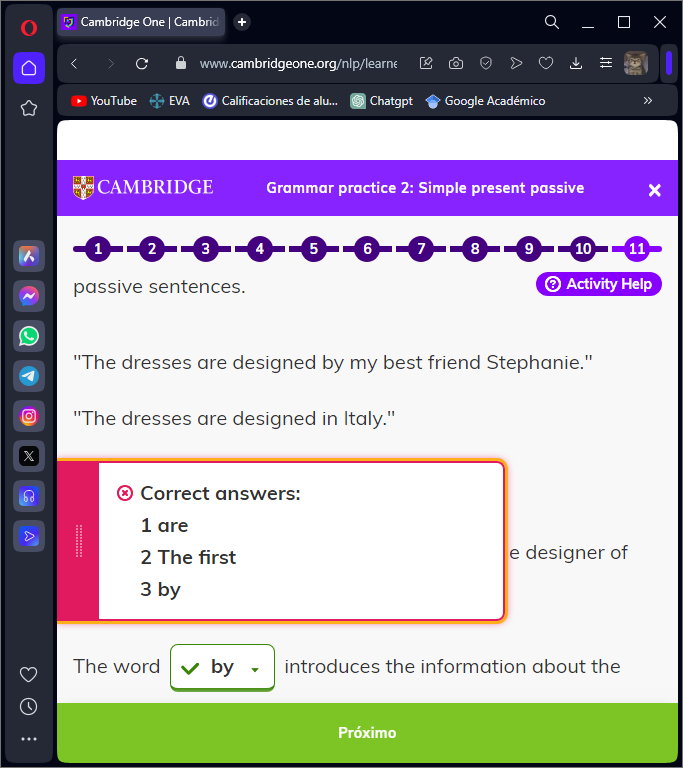 Cambridge One | Cambrid
www.cambridgeone.org/nlp/learne
YouTube
EVA
Calificaciones de alu...
Chatgpt
Google Académico
CAMBRIDGE
Grammar practice 2: Simple present passive
1 2 3 4 5 6 7 8 9 10 11
passive sentences.
Activity Help
"The dresses are designed by my best friend Stephanie."
"The dresses are designed in Italy."
Correct answers:
1 are
2 The first
3 by
e designer of
The word by introduces the information about the
Próximo